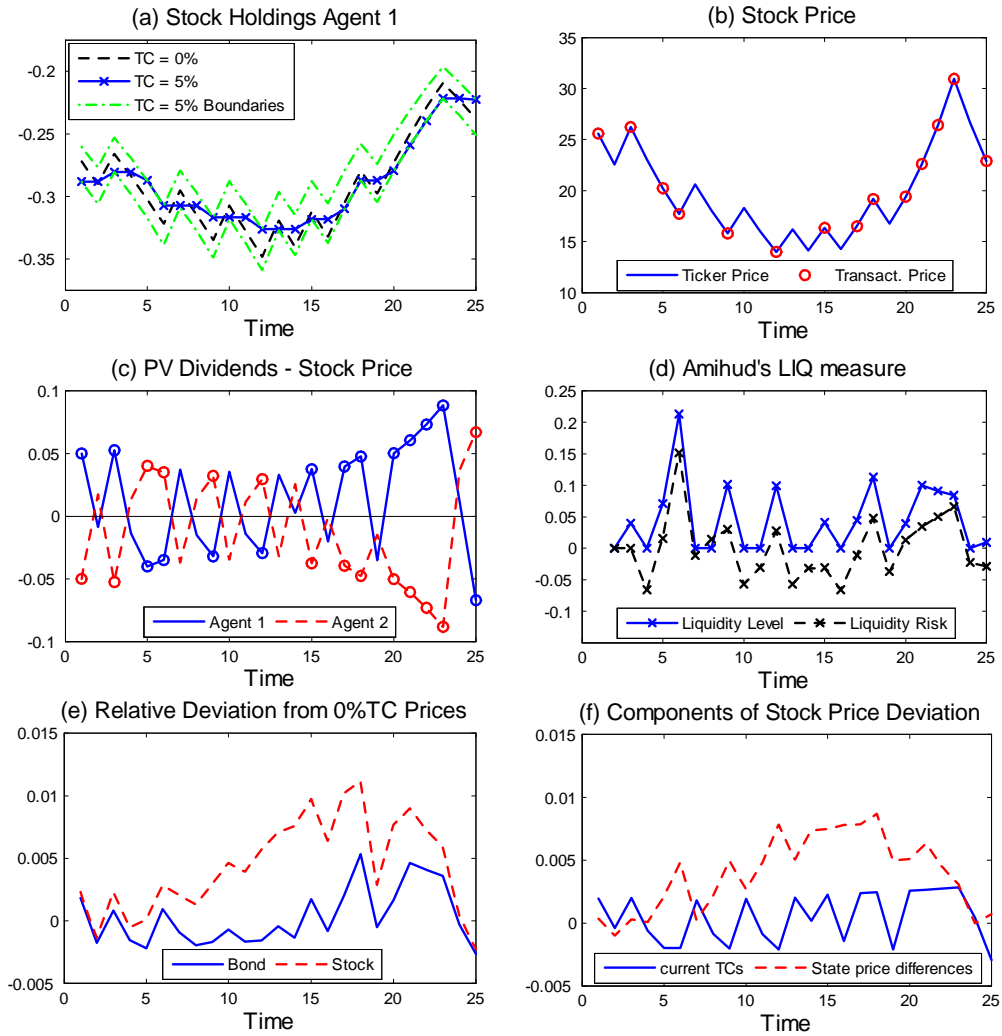 (a) Stock Holdings Agent 1
TC = 0%
TC = 5%
TC = 5% Boundaries
-0.2
-0.25
-0.3
-0.35
0 5 10 15 20 25
Time
(b) Stock Price
35
30
25
20
15
10
Ticker Price Transact. Price
0 5 10 15 20 25
Time
(c) PV Dividends - Stock Price
0.1
0.05
0
-0.05
-0.1
Agent 1 Agent 2
0 5 10 15 20 25
Time
(d) Amihud's LIQ measure
0.25
0.2
0.15
0.1
0.05
0
-0.05
-0.1
Liquidity Level Liquidity Risk
0 5 10 15 20 25
Time
(e) Relative Deviation from 0%TC Prices
0.015
0.01
0.005
0
-0.005
Bond Stock
0 5 10 15 20 25
Time
(f) Components of Stock Price Deviation
0.015
0.01
0.005
0
-0.005
current TCs State price differences
0 5 10 15 20 25
Time